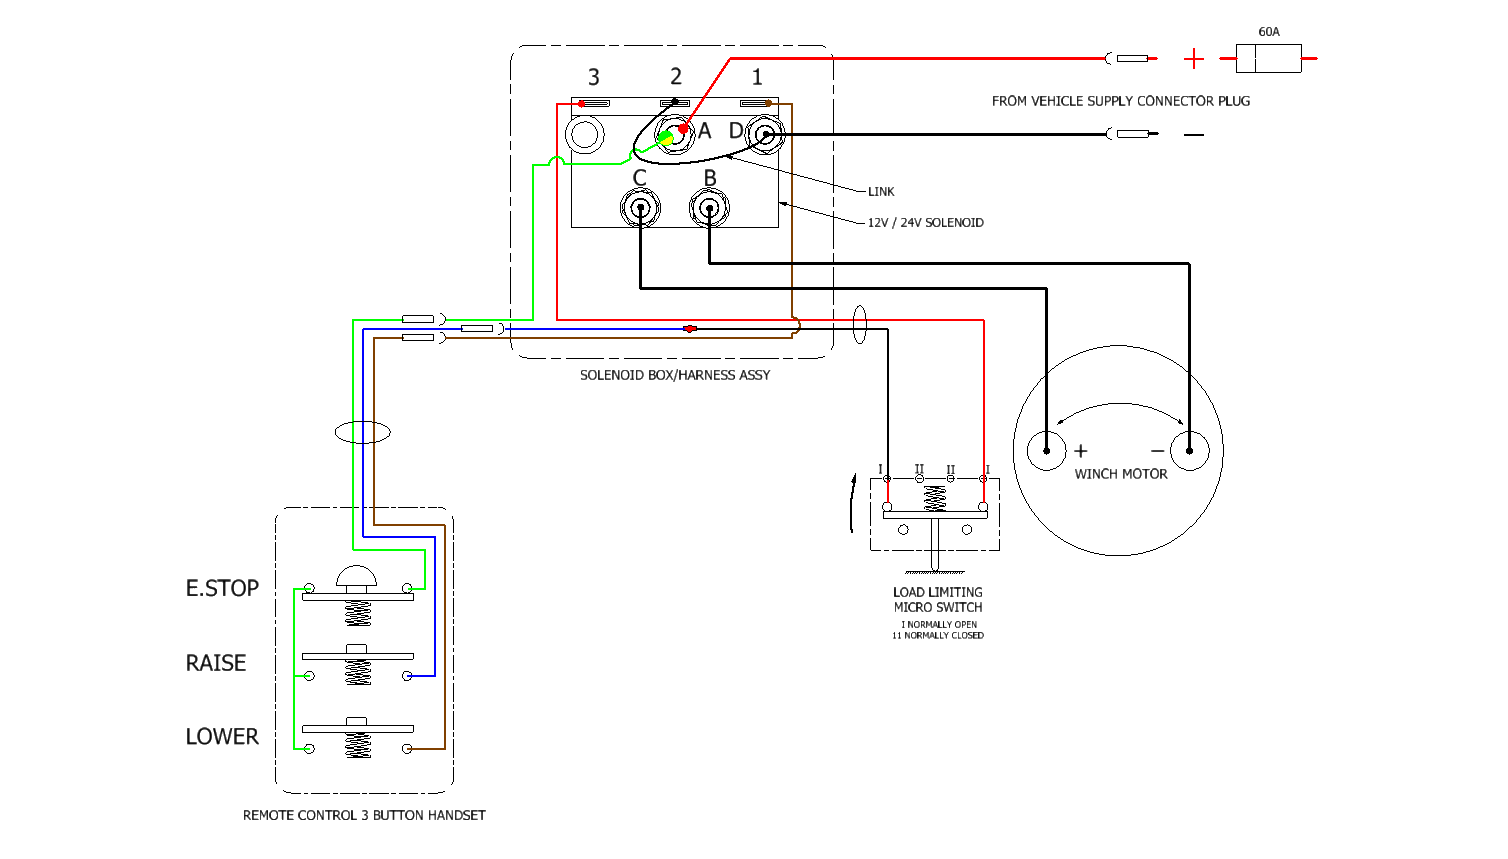 60A
+
FROM VEHICLE SUPPLY CONNECTOR PLUG
−
3 2 1
A D
C B
LINK
12V / 24V SOLENOID
SOLENOID BOX/HARNESS ASSY
+ −
WINCH MOTOR
I II II I
LOAD LIMITING
MICRO SWITCH
I NORMALLY OPEN
11 NORMALLY CLOSED
E.STOP
RAISE
LOWER
REMOTE CONTROL 3 BUTTON HANDSET